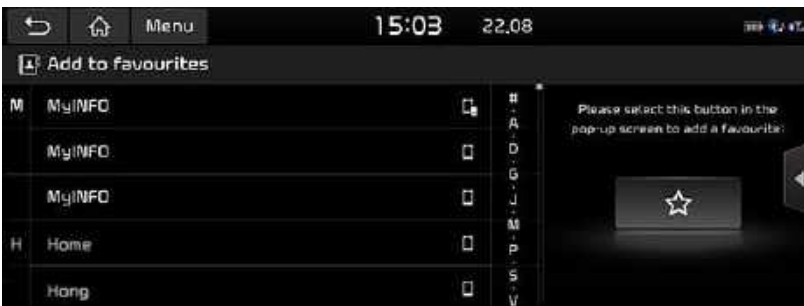 Menu 15:03 22.08
Add to favourites
M MyINFO
MyINFO
MyINFO
H Home
Hong
#
A
D
G
J
M
P
S
V
Please select this button in the
pop-up screen to add a favourite.